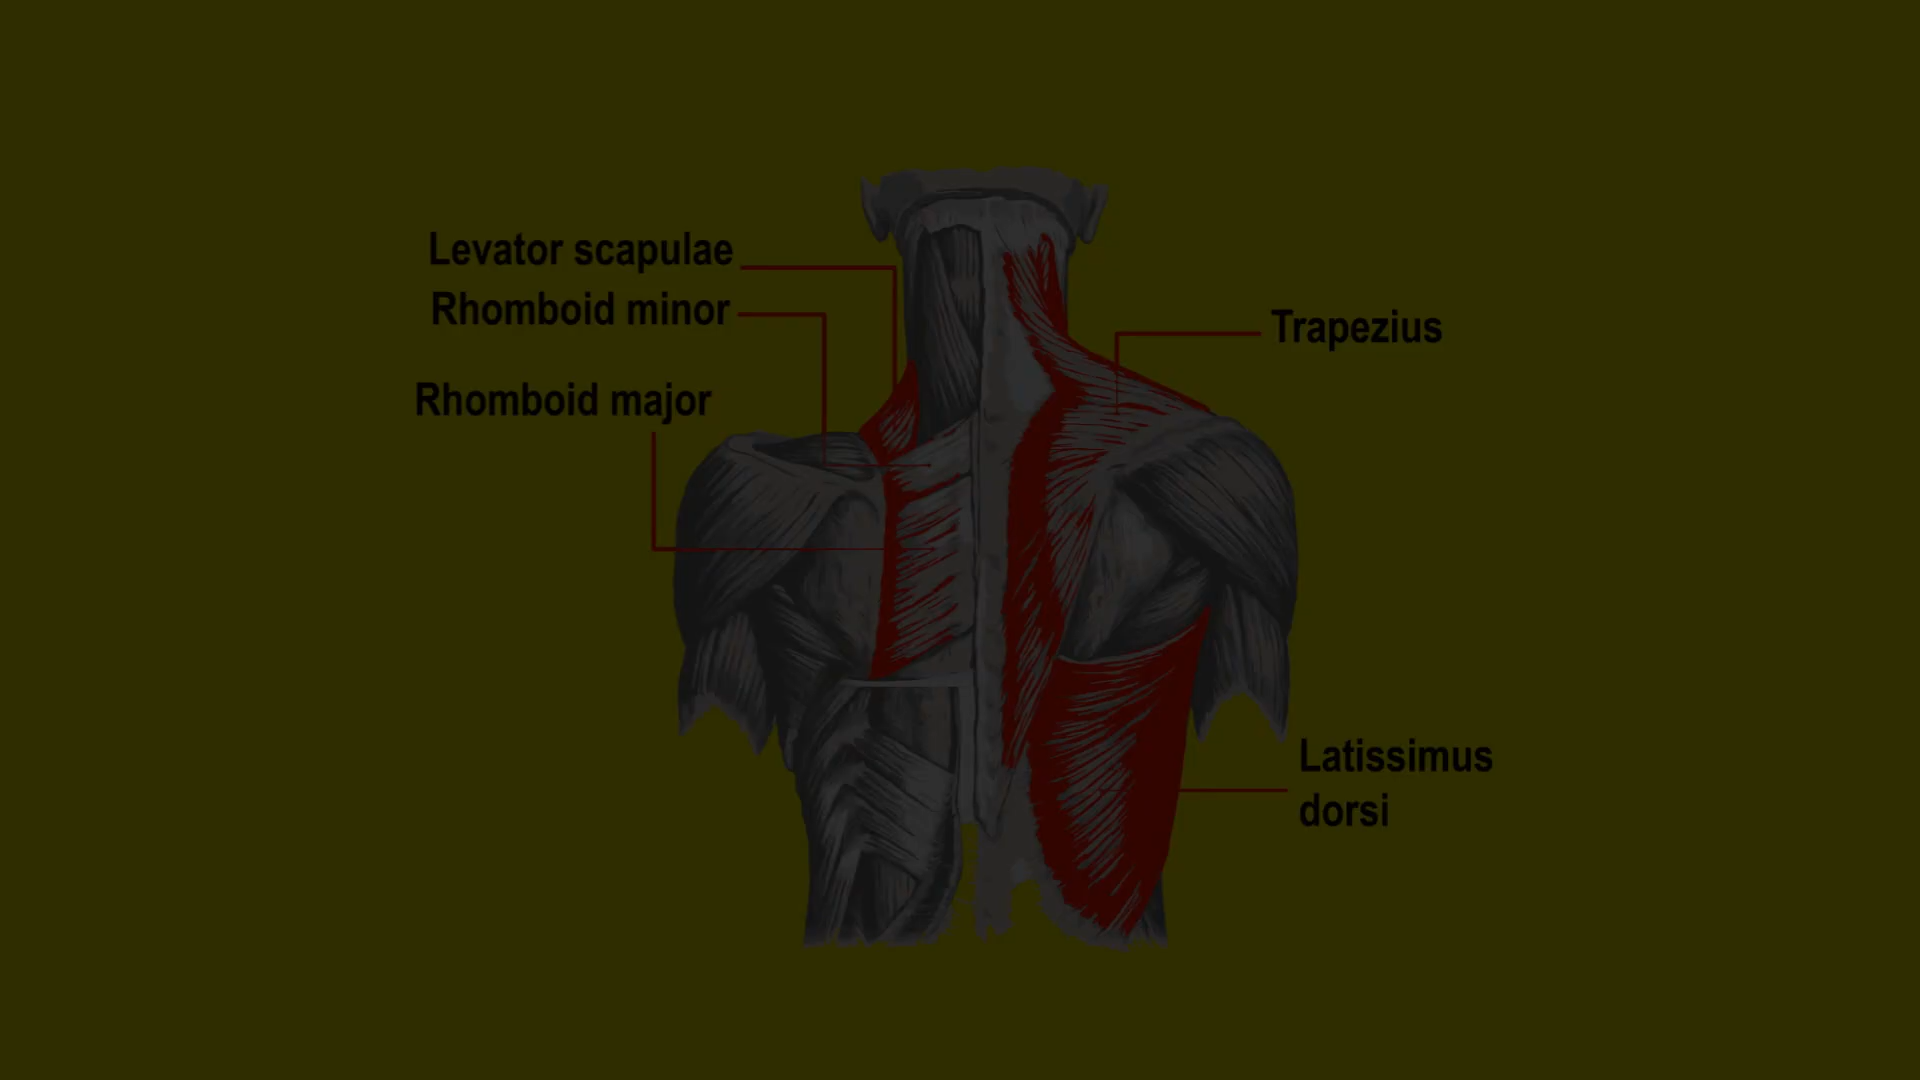 Levator scapulae
Rhomboid minor
Rhomboid major
Trapezius
Latissimus
dorsi